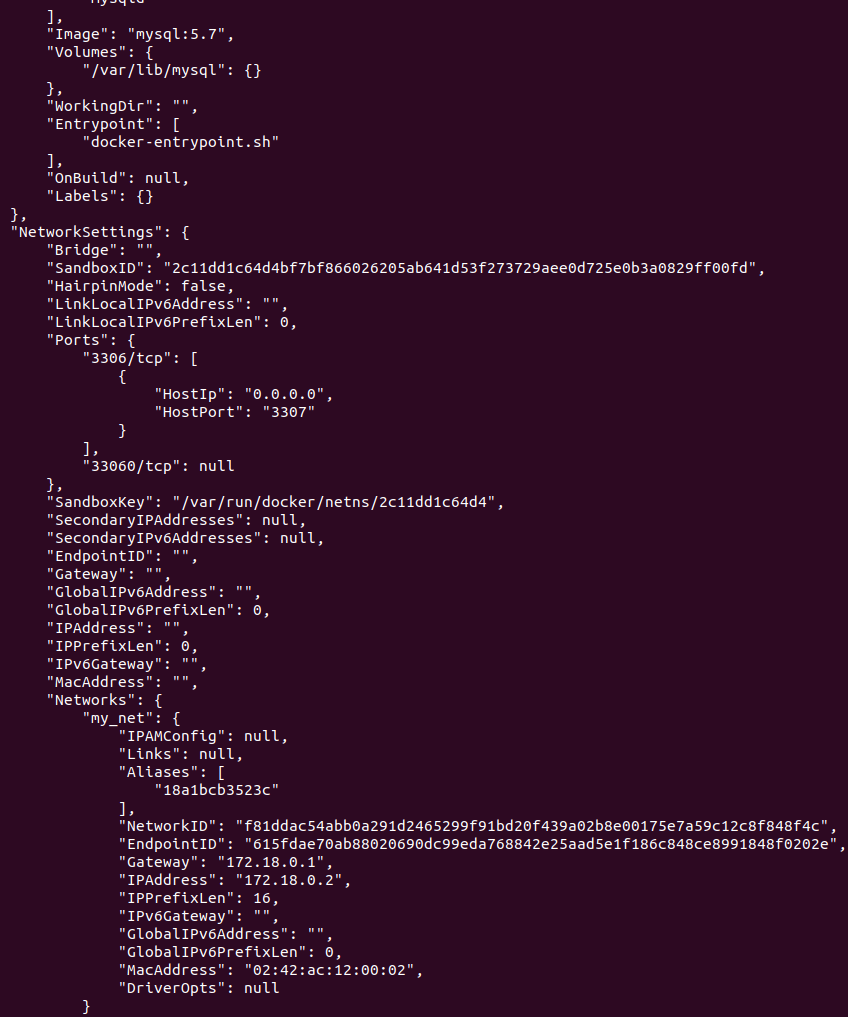 "mysqld"
],
"Image": "mysql:5.7",
"Volumes": {
"/var/lib/mysql": {}
},
"WorkingDir": "",
"Entrypoint": [
"docker-entrypoint.sh"
],
"OnBuild": null,
"Labels": {}
},
"NetworkSettings": {
"Bridge": "",
"SandboxID": "2c11dd1c64d4bf7bf866026205ab641d53f273729aee0d725e0b3a0829ff00fd",
"HairpinMode": false,
"LinkLocalIPv6Address": "",
"LinkLocalIPv6PrefixLen": 0,
"Ports": {
"3306/tcp": [
{
"HostIp": "0.0.0.0",
"HostPort": "3307"
}
],
"33060/tcp": null
},
"SandboxKey": "/var/run/docker/netns/2c11dd1c64d4",
"SecondaryIPAddresses": null,
"SecondaryIPv6Addresses": null,
"EndpointID": "",
"Gateway": "",
"GlobalIPv6Address": "",
"GlobalIPv6PrefixLen": 0,
"IPAddress": "",
"IPPrefixLen": 0,
"IPv6Gateway": "",
"MacAddress": "",
"Networks": {
"my_net": {
"IPAMConfig": null,
"Links": null,
"Aliases": [
"18a1bcb3523c"
],
"NetworkID": "f81ddac54abb0a291d2465299f91bd20f439a02b8e00175e7a59c12c8f848f4c",
"EndpointID": "615fdae70ab88020690dc99eda768842e25aad5e1f186c848ce8991848f0202e",
"Gateway": "172.18.0.1",
"IPAddress": "172.18.0.2",
"IPPrefixLen": 16,
"IPv6Gateway": "",
"GlobalIPv6Address": "",
"GlobalIPv6PrefixLen": 0,
"MacAddress": "02:42:ac:12:00:02",
"DriverOpts": null
}